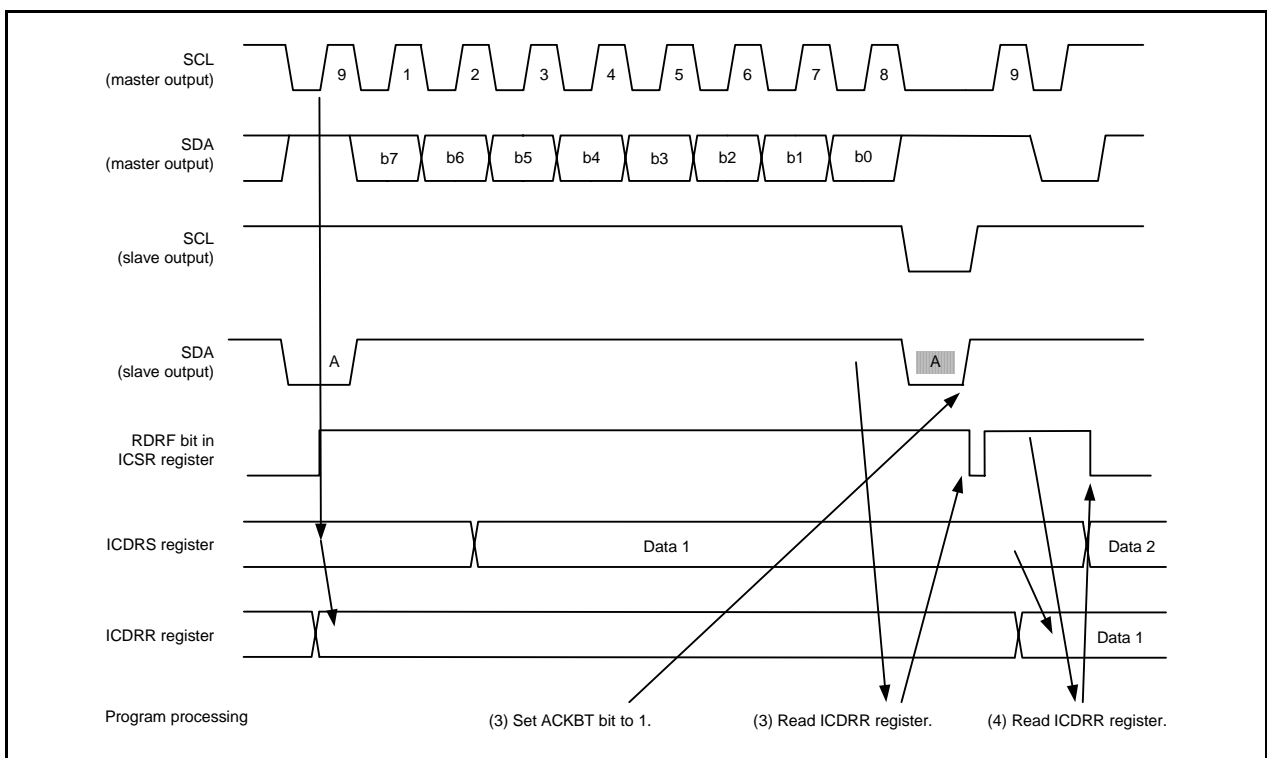 SCL
(master output)
9 1 2 3 4 5 6 7 8 9
SDA
(master output)
b7 b6 b5 b4 b3 b2 b1 b0
SCL
(slave output)
SDA
(slave output)
A A
RDRF bit in
ICSR register
ICDRS register
Data 1 Data 2
ICDRR register
Data 1
Program processing
(3) Set ACKBT bit to 1. (3) Read ICDRR register. (4) Read ICDRR register.